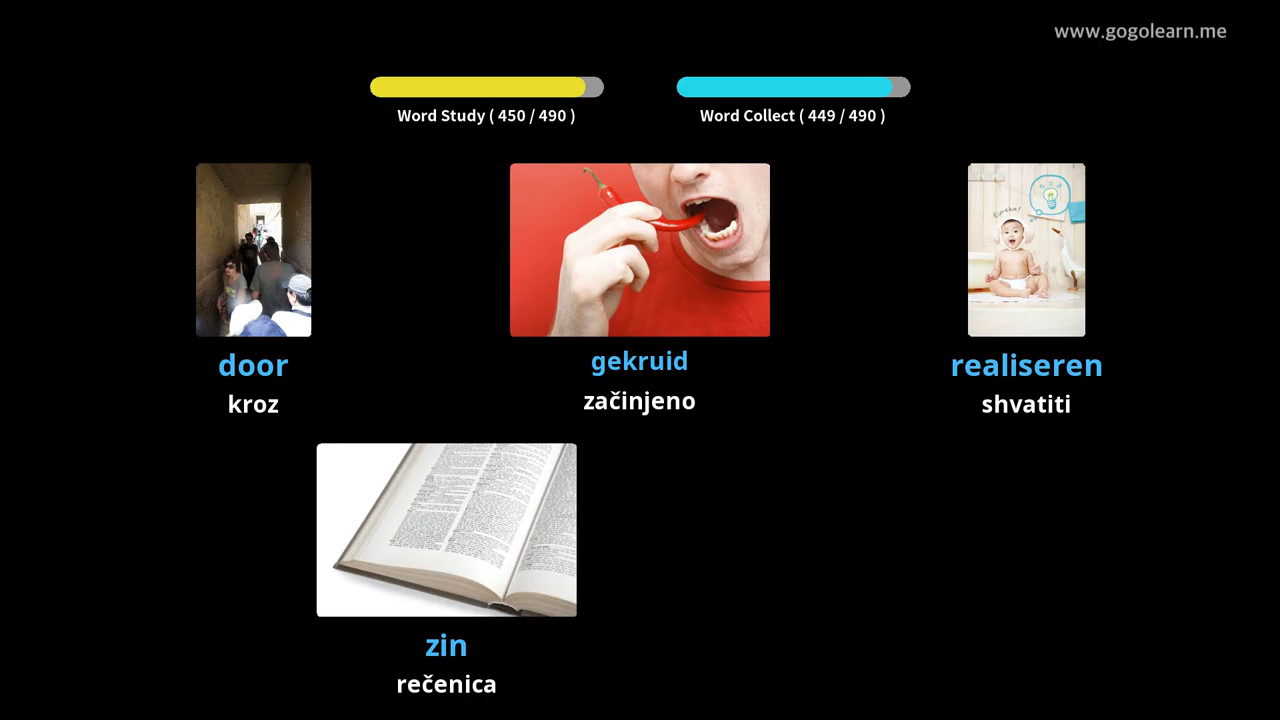 www.gogolearn.me
Word Study ( 450 / 490 )
Word Collect ( 449 / 490 )
Eureka!
door
gekruid
realiseren
kroz
začinjeno
shvatiti
zin
rečenica